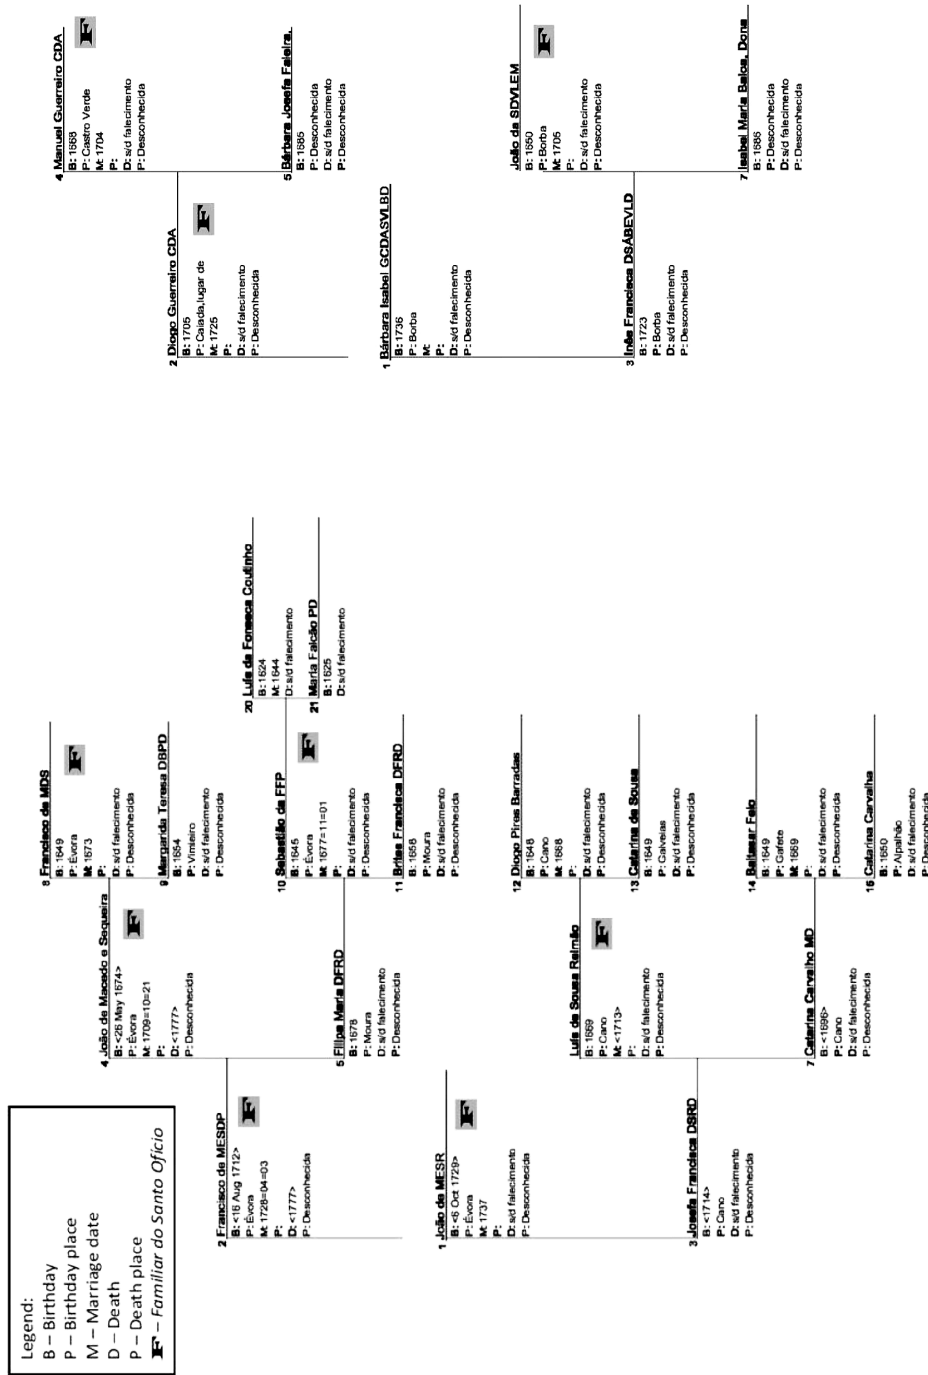 Legend:
B – Birthday
P – Birthday place
M – Marriage date
D – Death
P – Death place
F – Familiar do Santo Ofício
8 Francisco de MDS
B: 1649
P: Évora
M: 1673
P:
D: s/d falecimento
P: Desconhecida
4 João de Macedo e Sequeira
B: <26 May 1674>
P: Évora
M: 1709=10=21
P:
D: <1777>
P: Desconhecida
F
F
9 Margarida Teresa DBPD
B: 1654
P: Vimieiro
D: s/d falecimento
P: Desconhecida
2 Francisco de MESDP
B: <16 Aug 1712>
P: Évora
M: 1728=04=03
P:
D: <1777>
P: Desconhecida
F
20 Luís da Fonseca Coutinho
B: 1624
M: 1644
D: s/d falecimento
10 Sebastião da FFP
B: 1645
P: Évora
M: 1677=11=01
P:
D: s/d falecimento
P: Desconhecida
F
21 Maria Falcão PD
B: 1625
D: s/d falecimento
5 Filipa Maria DFRD
B: 1678
P: Moura
D: s/d falecimento
P: Desconhecida
11 Brites Francisca DFRD
B: 1658
P: Moura
D: s/d falecimento
P: Desconhecida
1 João de MESR
B: <6 Oct 1729>
P: Évora
M: 1737
P:
D: s/d falecimento
P: Desconhecida
F
12 Diogo Pires Barradas
B: 1648
P: Cano
M: 1668
P:
D: s/d falecimento
P: Desconhecida
Luís de Sousa Reimão
B: 1669
P: Cano
M: <1713>
P:
D: s/d falecimento
P: Desconhecida
F
13 Catarina de Sousa
B: 1649
P: Galveias
D: s/d falecimento
P: Desconhecida
3 Josefa Francisca DSRD
B: <1714>
P: Cano
D: s/d falecimento
P: Desconhecida
14 Baltasar Feio
B: 1649
P: Gafete
M: 1669
P:
D: s/d falecimento
P: Desconhecida
7 Catarina Carvalho MD
B: <1696>
P: Cano
D: s/d falecimento
P: Desconhecida
15 Catarina Carvalha
B: 1650
P: Alpalhão
D: s/d falecimento
P: Desconhecida
4 Manuel Guerreiro CDA
B: 1668
P: Castro Verde
M: 1704
P:
D: s/d falecimento
P: Desconhecida
F
2 Diogo Guerreiro CDA
B: 1705
P: Caiada,lugar de
M: 1725
P:
D: s/d falecimento
P: Desconhecida
F
5 Bárbara Josefa Faleira,
B: 1685
P: Desconhecida
D: s/d falecimento
P: Desconhecida
1 Bárbara Isabel GCDASVLBD
B: 1736
P: Borba
M:
P:
D: s/d falecimento
P: Desconhecida
João da SDVLEM
B: 1650
P: Borba
M: 1705
P:
D: s/d falecimento
P: Desconhecida
F
3 Inês Francisca DSÁBEVLD
B: 1723
P: Borba
D: s/d falecimento
P: Desconhecida
7 Isabel Maria Beloa, Dona
B: 1686
P: Desconhecida
D: s/d falecimento
P: Desconhecida